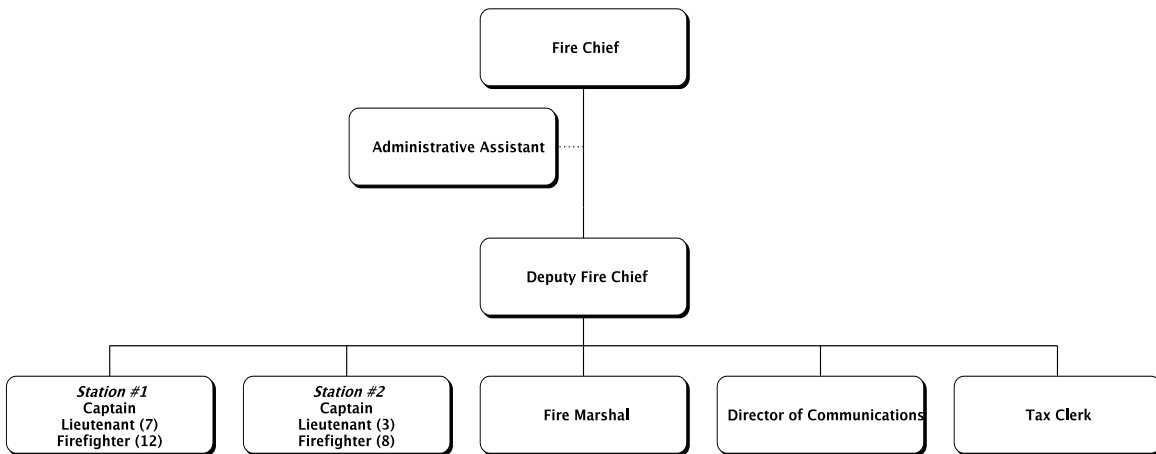 Fire Chief
Administrative Assistant
Deputy Fire Chief
Station #1
Captain
Lieutenant (7)
Firefighter (12)
Station #2
Captain
Lieutenant (3)
Firefighter (8)
Fire Marshal
Director of Communications
Tax Clerk